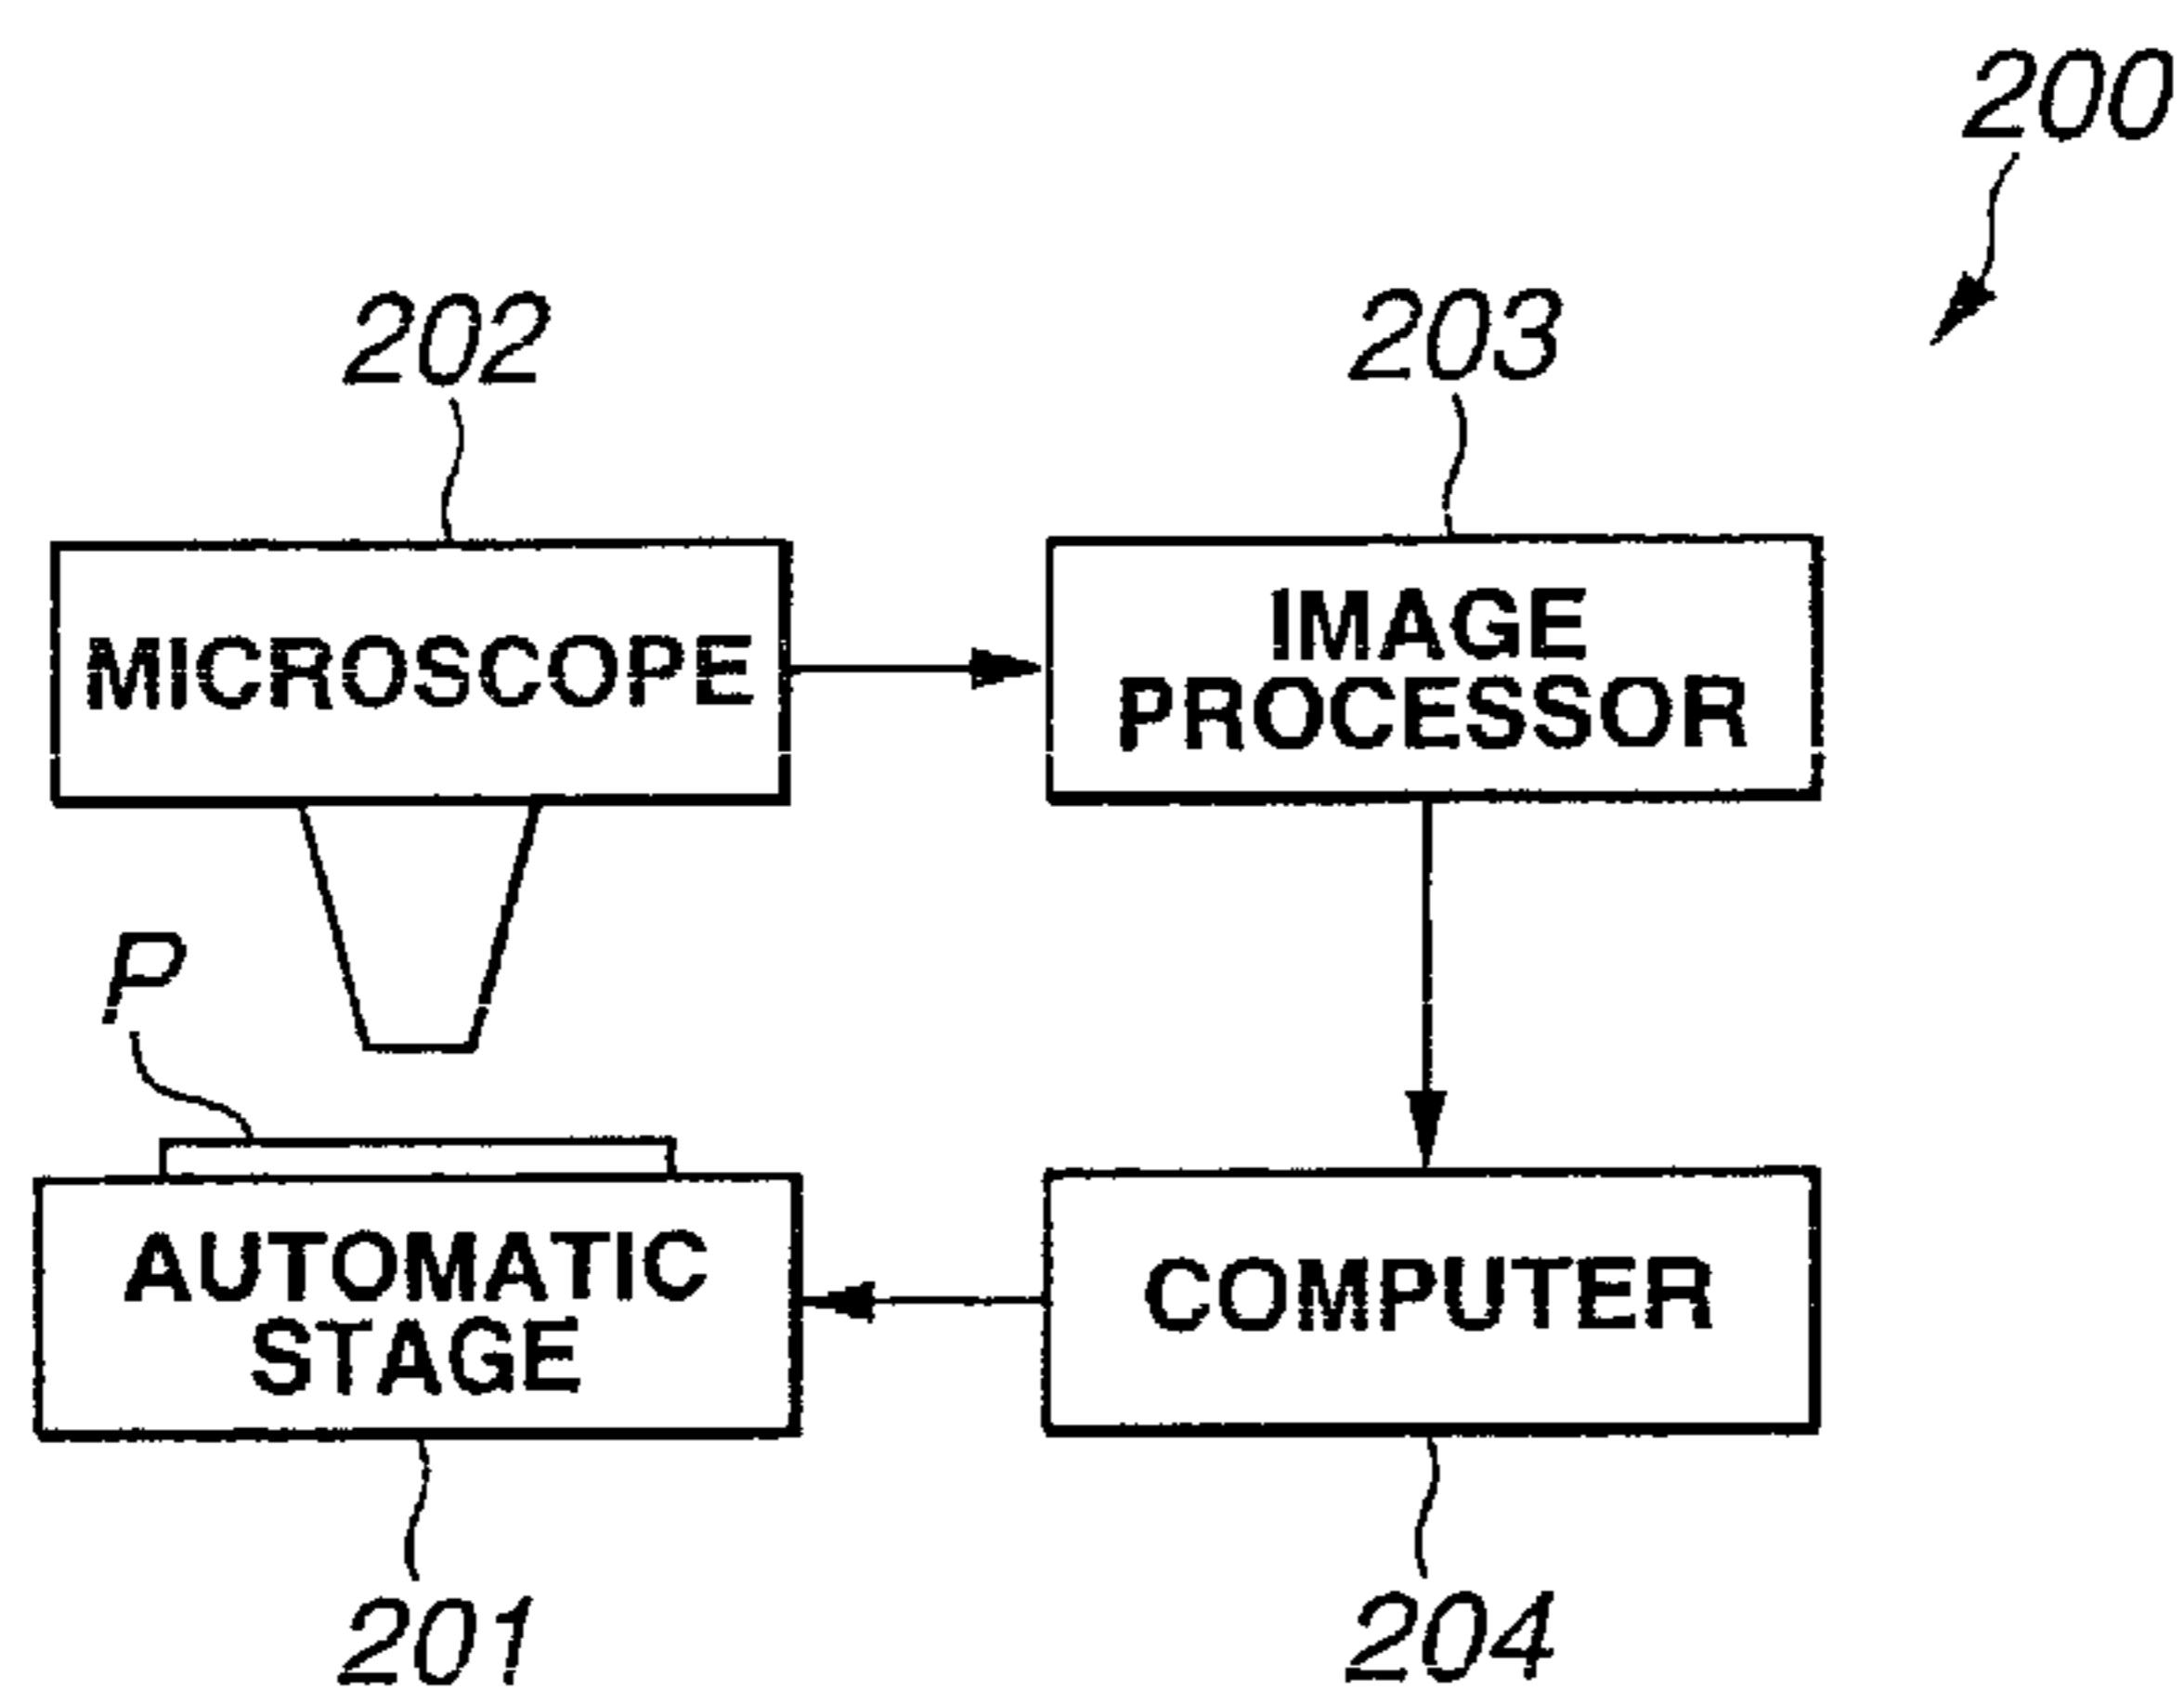 200
202
203
MICROSCOPE
IMAGE
PROCESSOR
P
AUTOMATIC
STAGE
COMPUTER
201
204